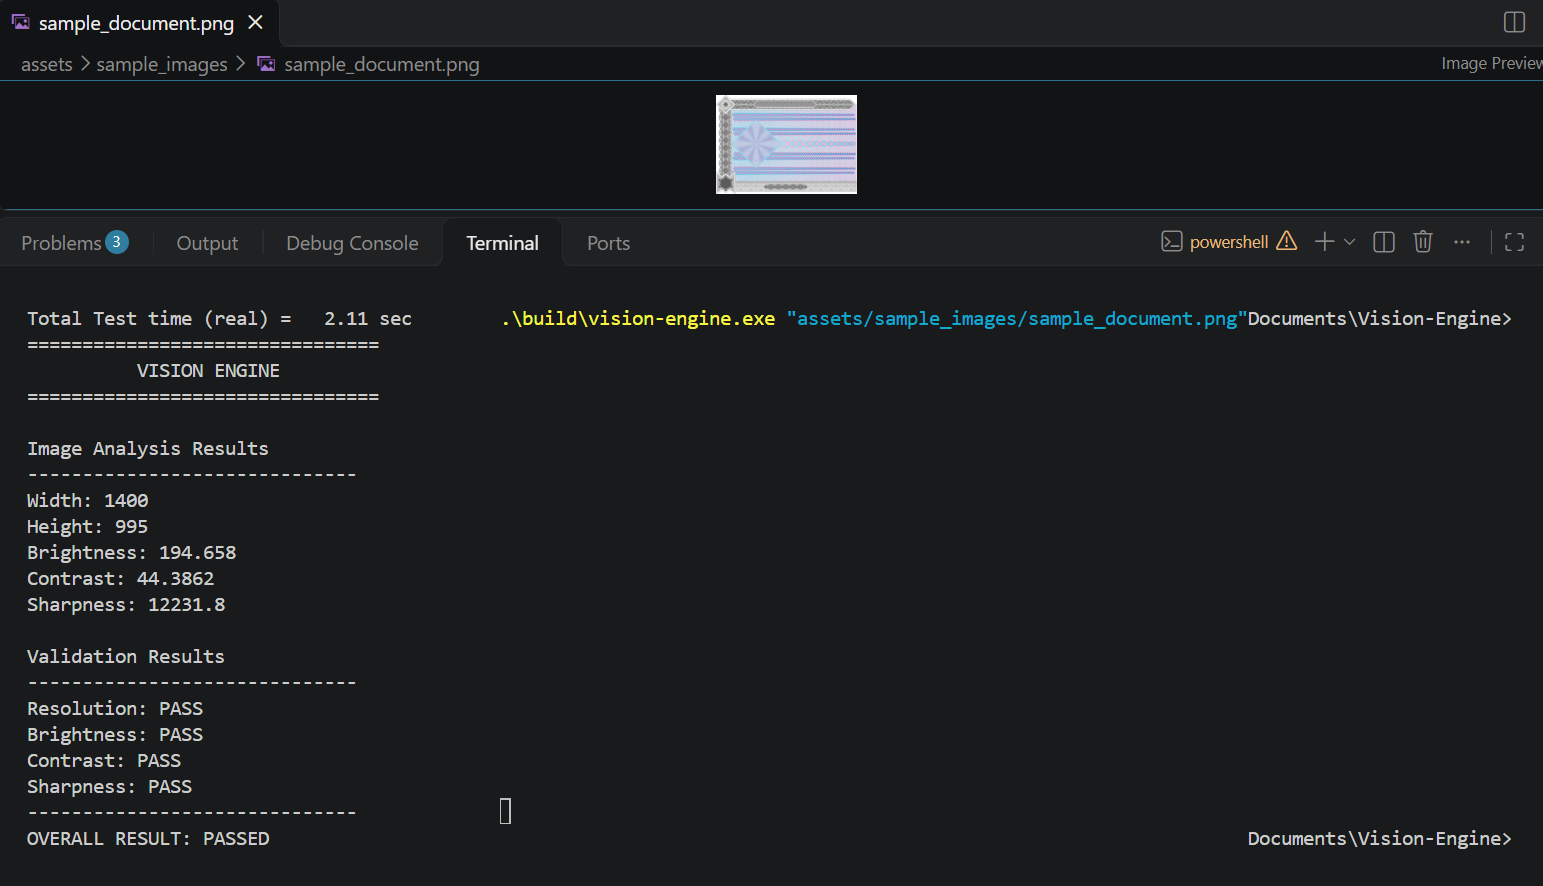 sample_document.png
assets > sample_images > sample_document.png
Image Preview
Problems 3 Output Debug Console Terminal Ports powershell
Total Test time (real) =   2.11 sec .\build\vision-engine.exe "assets/sample_images/sample_document.png"Documents\Vision-Engine>
================================
VISION ENGINE
================================
Image Analysis Results
------------------------------
Width: 1400
Height: 995
Brightness: 194.658
Contrast: 44.3862
Sharpness: 12231.8
Validation Results
------------------------------
Resolution: PASS
Brightness: PASS
Contrast: PASS
Sharpness: PASS
------------------------------
OVERALL RESULT: PASSED Documents\Vision-Engine>